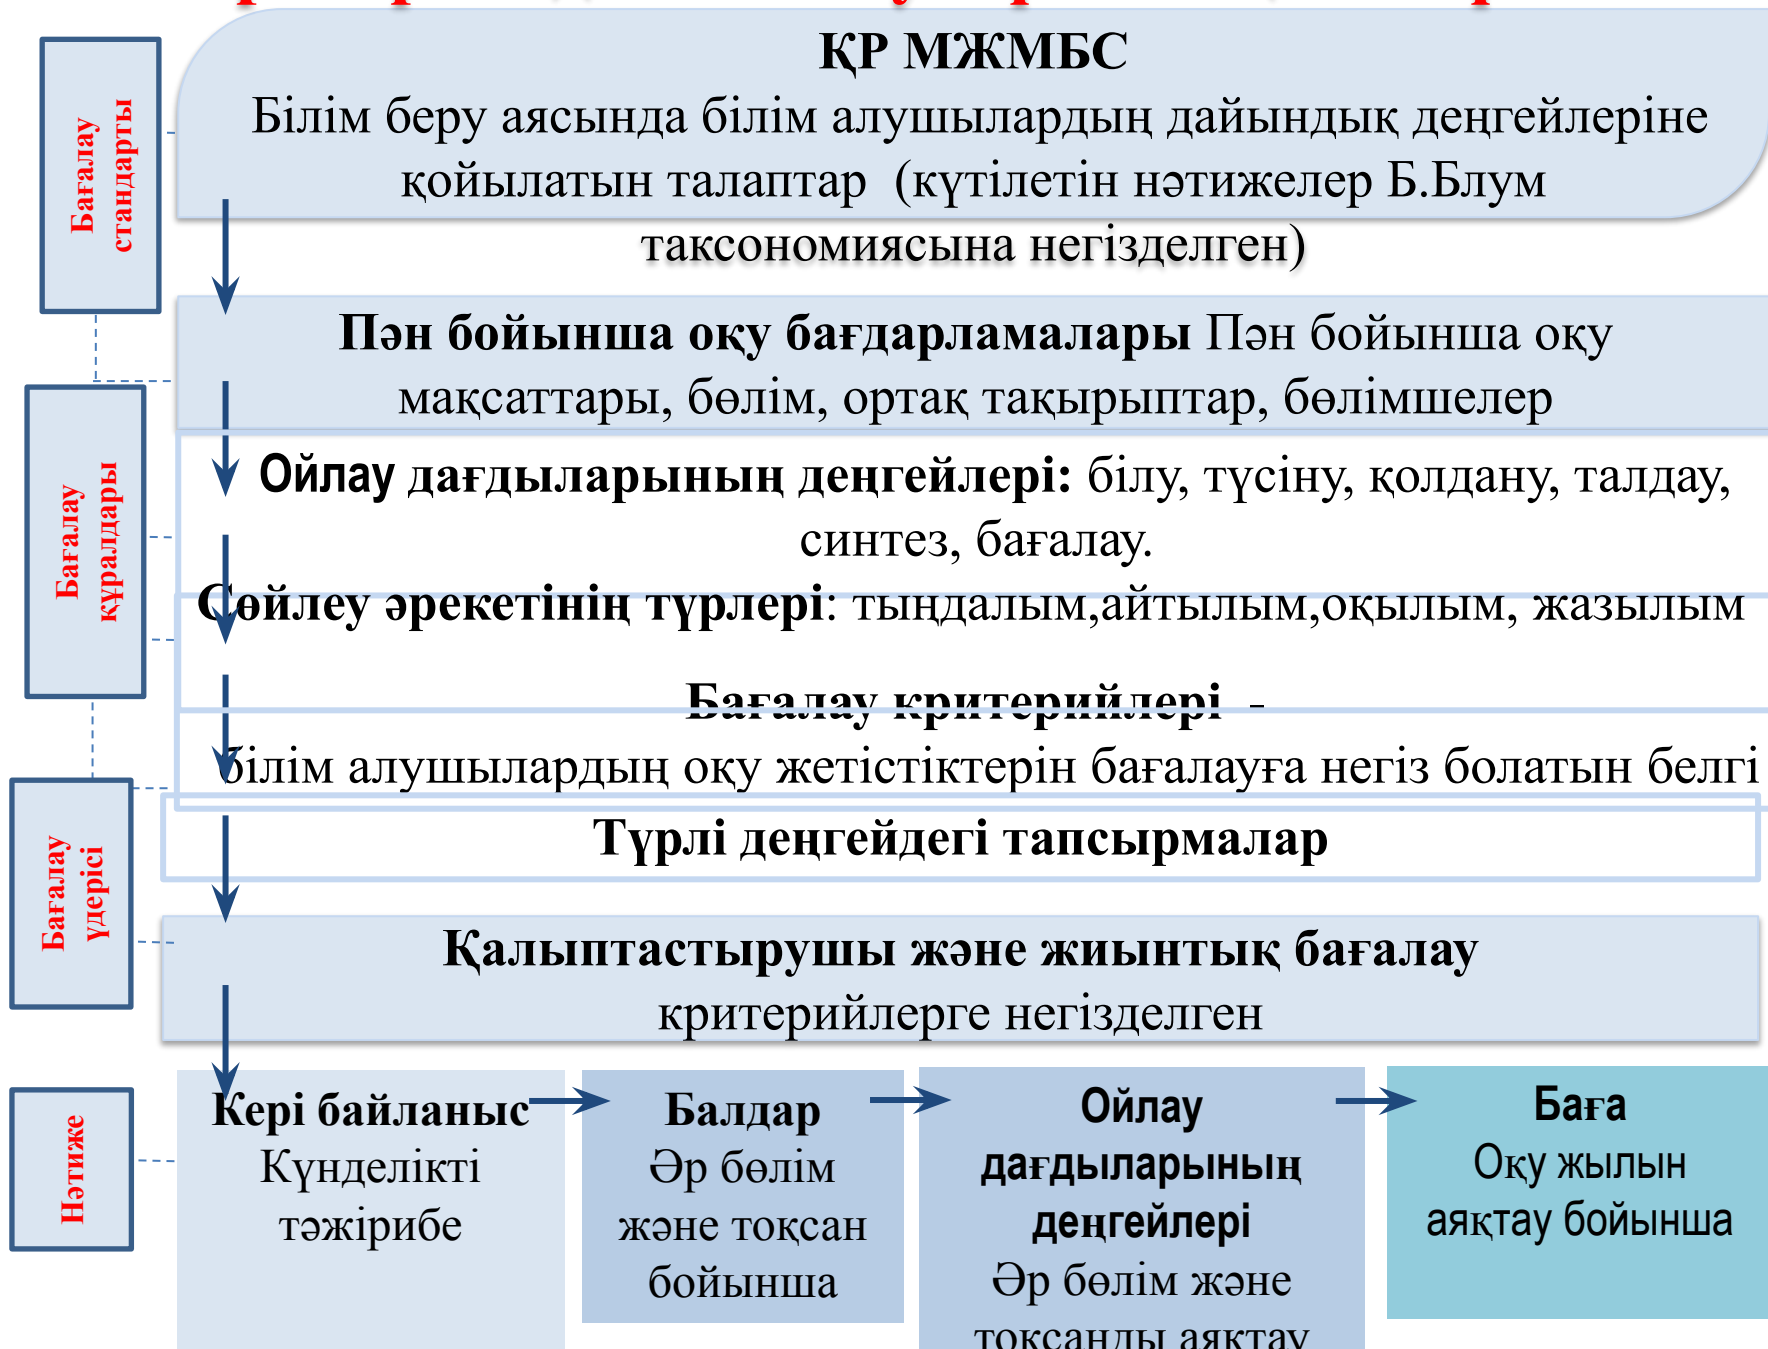 Бағалау
стандарты
ҚР МЖМБС
Білім беру аясында білім алушылардың дайындық деңгейлеріне
қойылатын талаптар (күтілетін нәтижелер Б.Блум
таксономиясына негізделген)
Пән бойынша оқу бағдарламалары Пән бойынша оқу
мақсаттары, бөлім, ортақ тақырыптар, бөлімшелер
Бағалау
құралдары
Ойлау дағдыларының деңгейлері: білу, түсіну, қолдану, талдау,
синтез, бағалау.
Сөйлеу әрекетінің түрлері: тыңдалым,айтылым,оқылым, жазылым
Бағалау критерийлері -
білім алушылардың оқу жетістіктерін бағалауға негіз болатын белгі
Бағалау
үдерісі
Түрлі деңгейдегі тапсырмалар
Қалыптастырушы және жиынтық бағалау
критерийлерге негізделген
Нәтиже
Кері байланыс
Күнделікті
тәжірибе
Балдар
Әр бөлім
және тоқсан
бойынша
Ойлау
дағдыларының
деңгейлері
Әр бөлім және
тоқсанды аяқтау
Баға
Оқу жылын
аяқтау бойынша